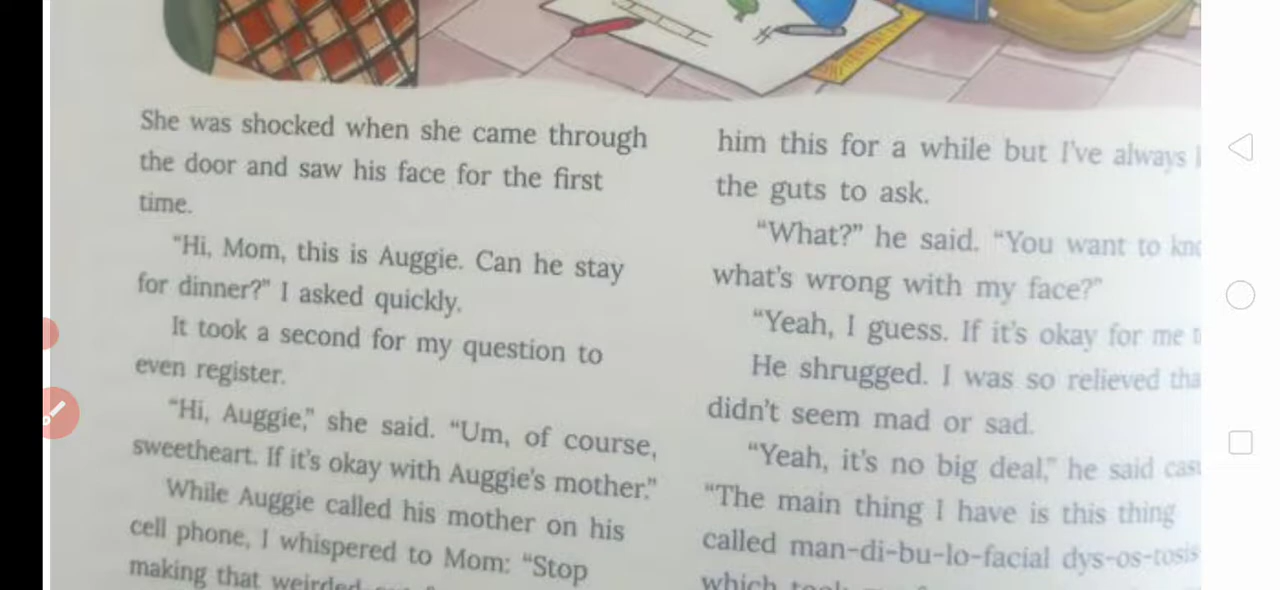 She was shocked when she came through
the door and saw his face for the first
time.
"Hi, Mom, this is Auggie. Can he stay
for dinner?" I asked quickly.
It took a second for my question to
even register.
"Hi, Auggie," she said. "Um, of course,
sweetheart. If it's okay with Auggie's mother."
While Auggie called his mother on his
cell phone, I whispered to Mom: "Stop
making that weirded
him this for a while but I've always
the guts to ask.
"What?" he said. "You want to
what's wrong with my face?"
"Yeah, I guess. If it's okay for me
He shrugged. I was so relieved
didn't seem mad or sad.
"Yeah, it's no big deal," he said
"The main thing I have is this thing
called man-di-bu-lo-facial dys-os-tosis
which took